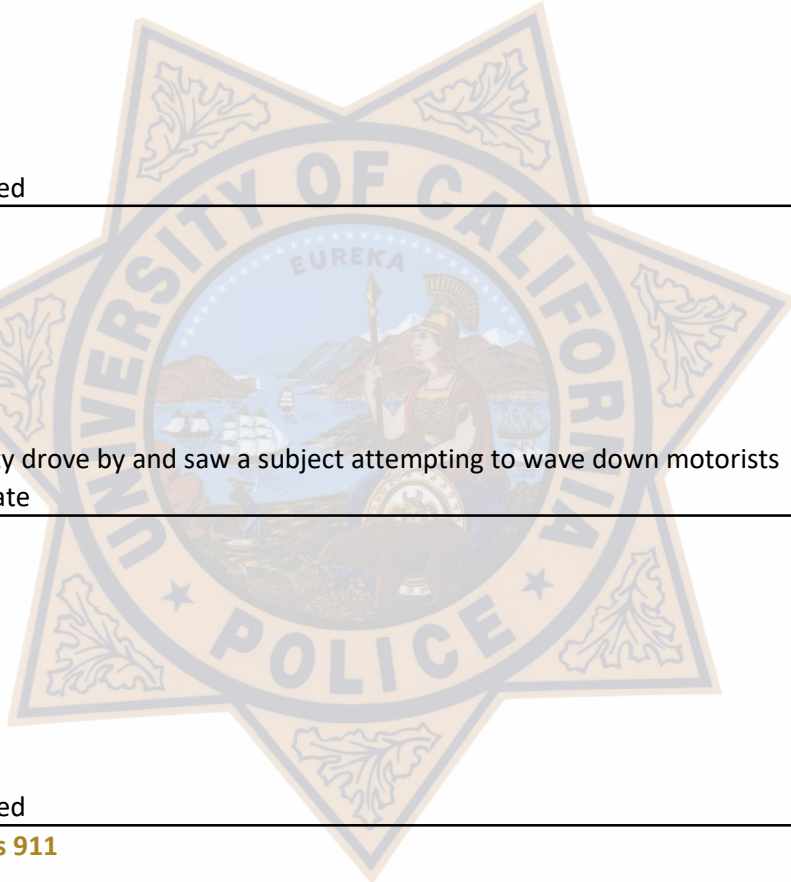 ed
UNIVERSITY OF CALIFORNIA
EUREKA
y drove by and saw a subject attempting to wave down motorists
ate
POLICE
ed
s 911